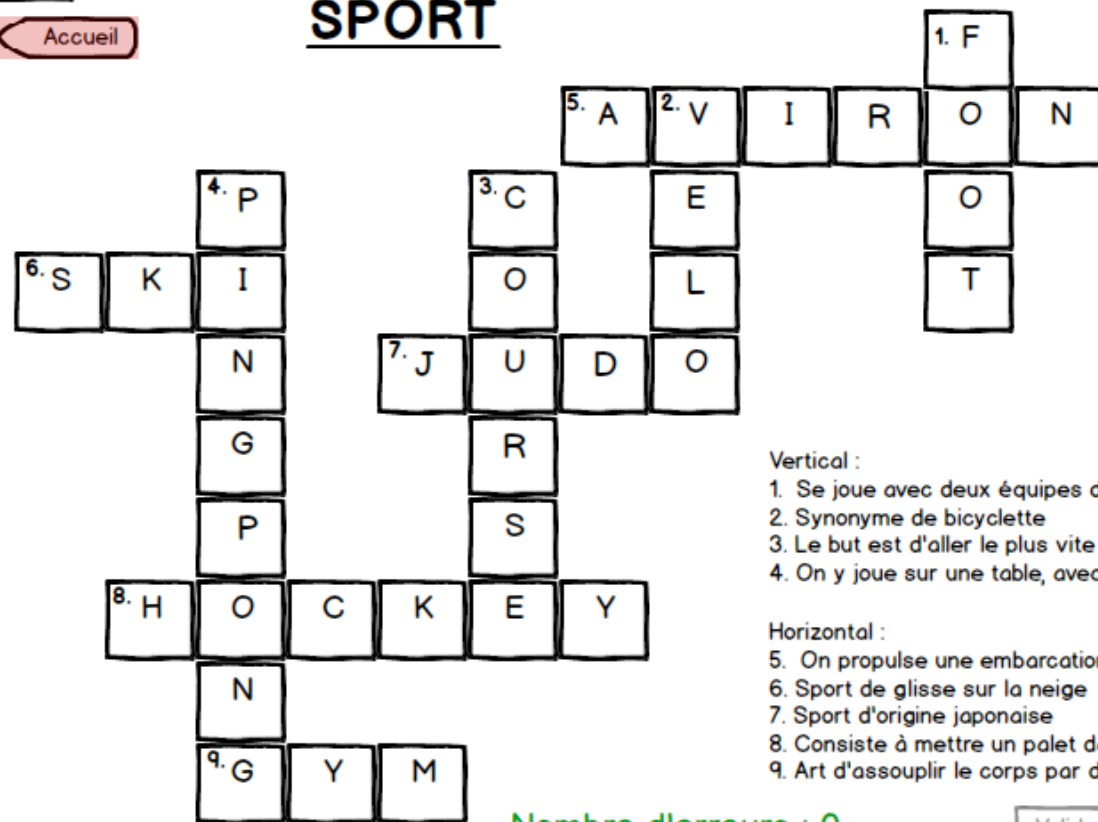 SPORT
Accueil
1. F
5. A 2. V I R O N
4. P 3. C E O
6. S K I O L T
N 7. J U D O
G R
P S
8. H O C K E Y
N
9. G Y M
Vertical :
1. Se joue avec deux équipes
2. Synonyme de bicyclette
3. Le but est d'aller le plus vite
4. On y joue sur une table, avec
Horizontal :
5. On propulse une embarcation
6. Sport de glisse sur la neige
7. Sport d'origine japonaise
8. Consiste à mettre un palet
9. Art d'assouplir le corps par
Nombre d'erreurs : 0